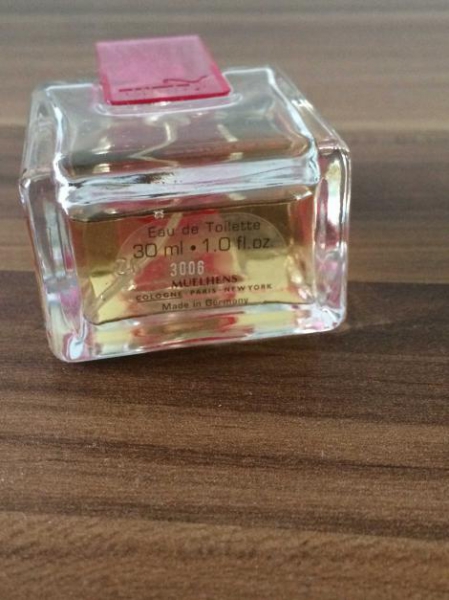 Eau de Toilette
30 ml • 1.0 fl.oz
3006
MUELHENS
COLOGNE · PARIS · NEW YORK
Made in Germany